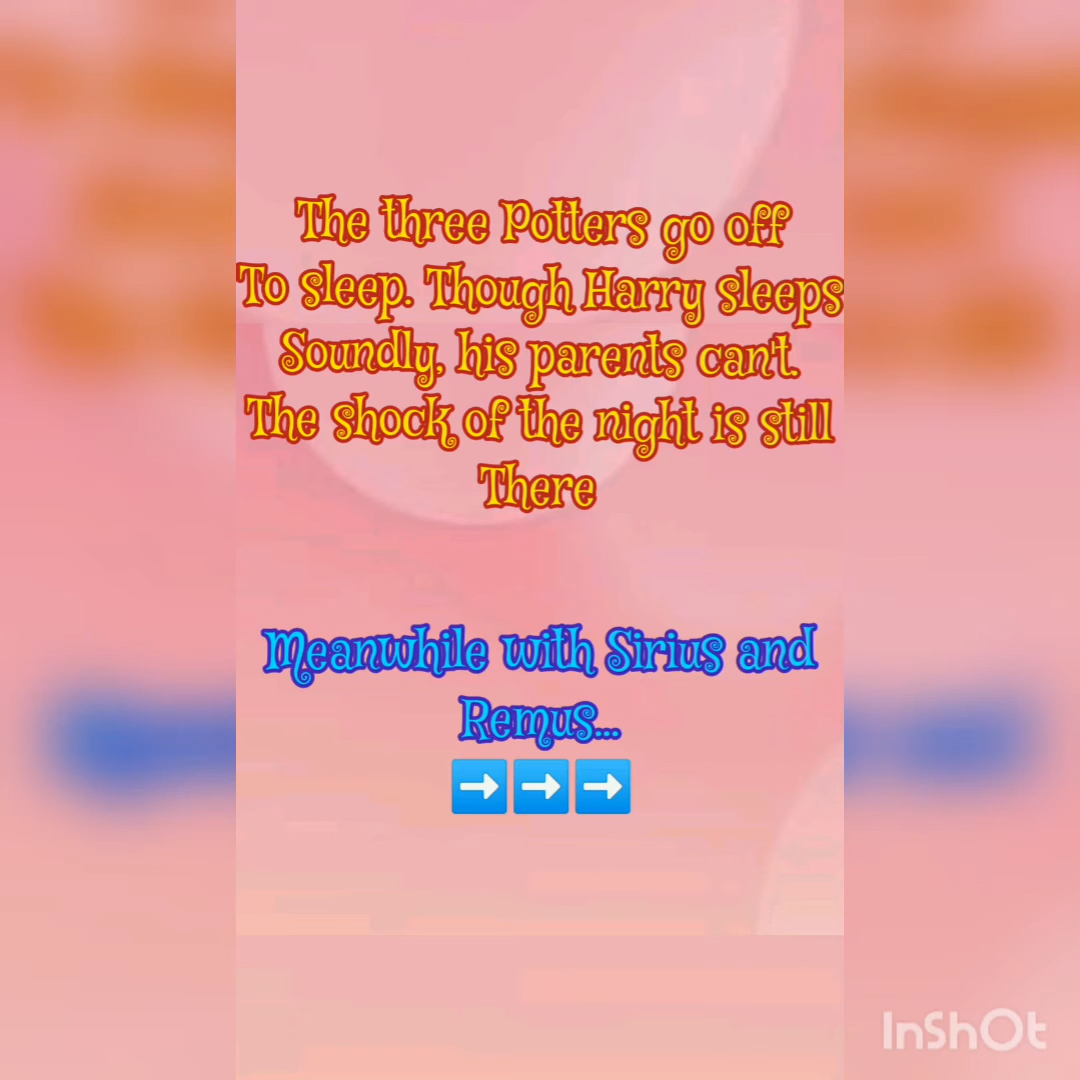 The three Potters go off
To sleep. Though Harry sleeps
Soundly, his parents can't.
The shock of the night is still
There
Meanwhile with Sirius and
Remus...
➡️➡️➡️
InShOt